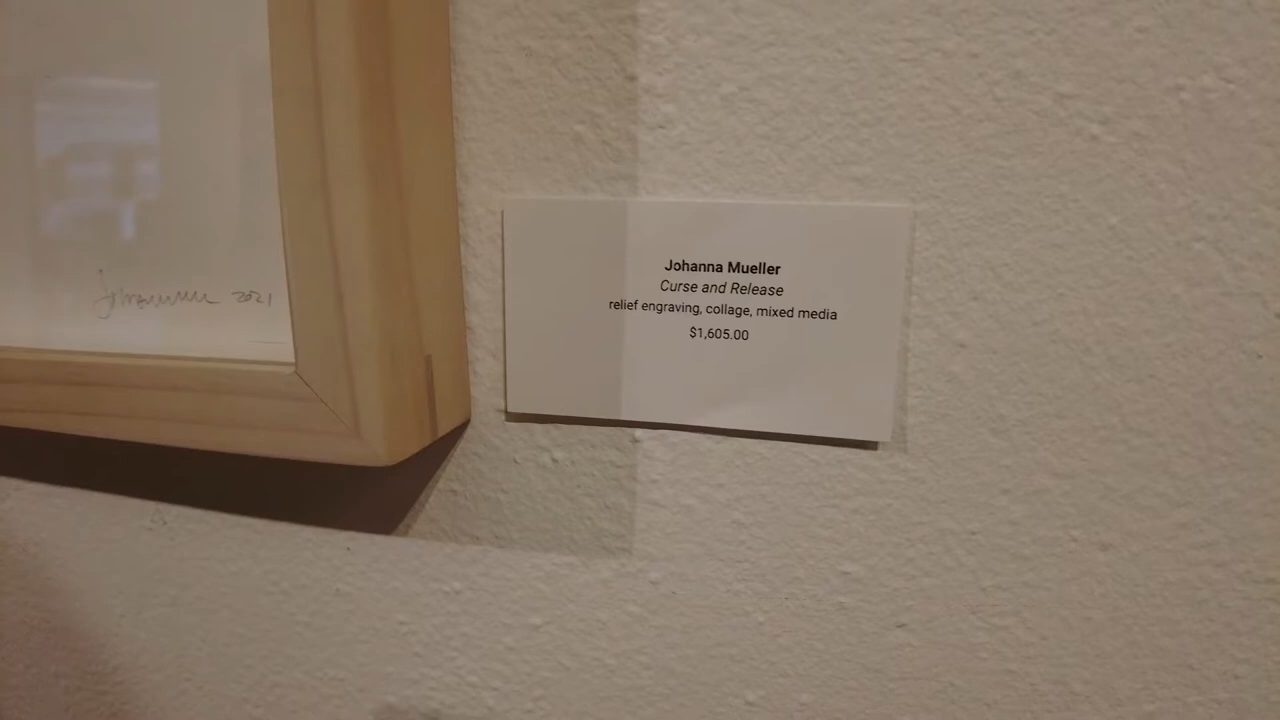 2021
Johanna Mueller
Curse and Release
relief engraving, collage, mixed media
$1,605.00